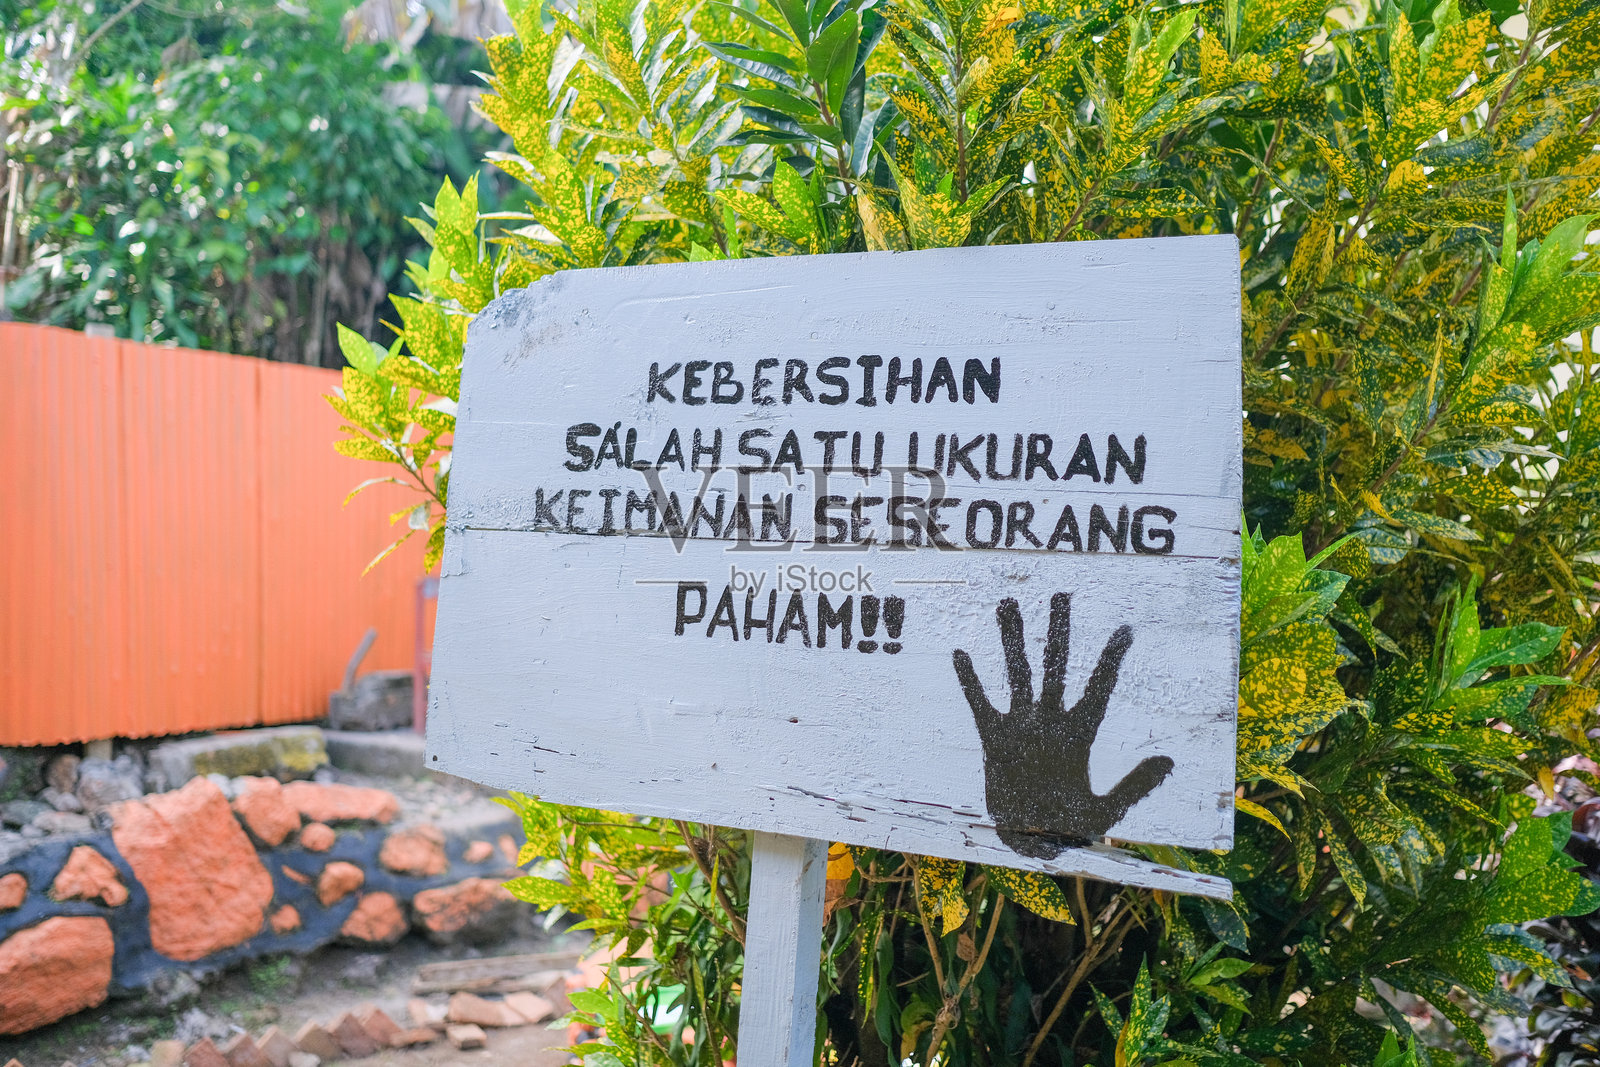 KEBERSIHAN
SALAH SATU UKURAN
KEIMANAN SESEORANG
PAHAM!!
VEER
by iStock